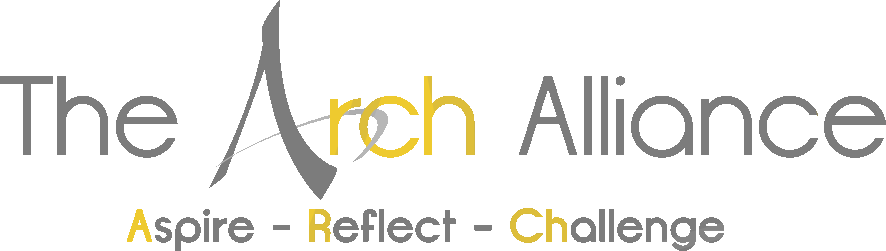 The Arch Alliance
Aspire - Reflect - Challenge